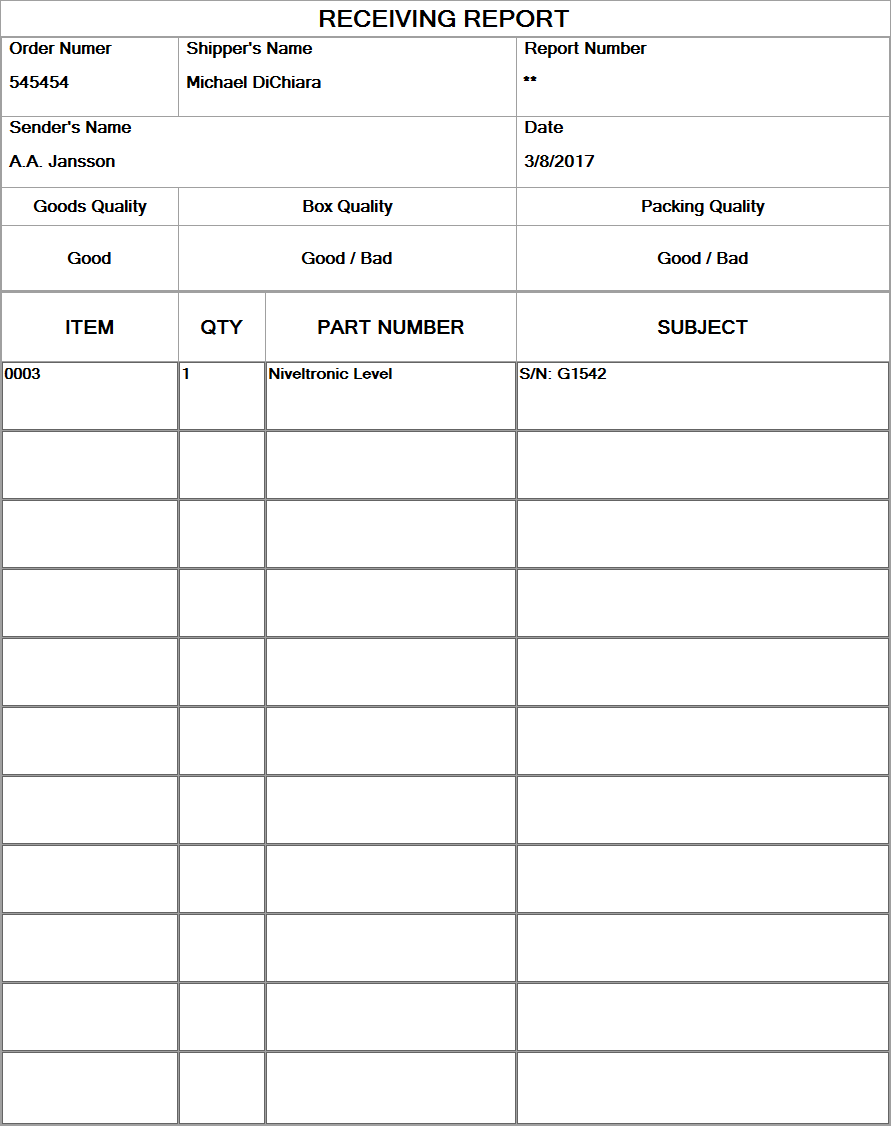 RECEIVING REPORT
Order Numer
Shipper's Name
Report Number
545454
Michael DiChiara
**
Sender's Name
Date
A.A. Jansson
3/8/2017
Goods Quality
Box Quality
Packing Quality
Good
Good / Bad
Good / Bad
ITEM
QTY
PART NUMBER
SUBJECT
0003
1
Niveltronic Level
S/N: G1542